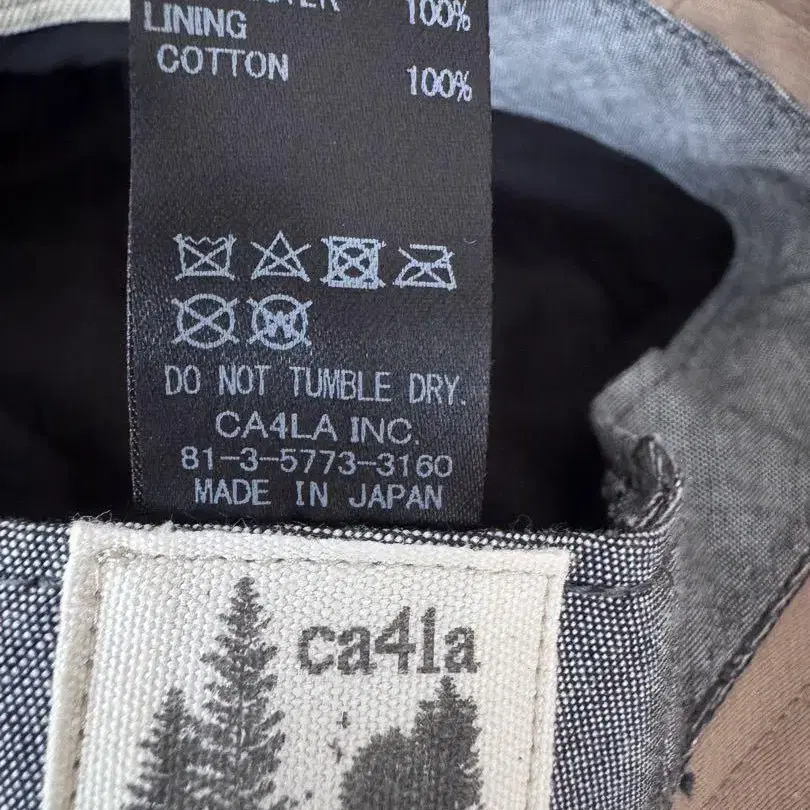 100%
LINING
COTTON 100%
W
DO NOT TUMBLE DRY.
CA4LA INC.
81-3-5773-3160
MADE IN JAPAN
ca4la